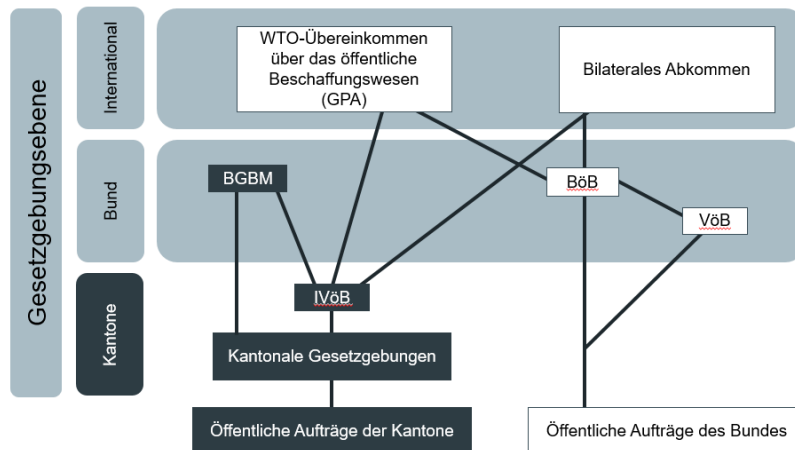 Gesetzgebungsebene
International
WTO-Übereinkommen
über das öffentliche
Beschaffungswesen
(GPA)
Bilaterales Abkommen
Bund
BGBM
BöB
VöB
Kantone
IVöB
Kantonale Gesetzgebungen
Öffentliche Aufträge der Kantone
Öffentliche Aufträge des Bundes